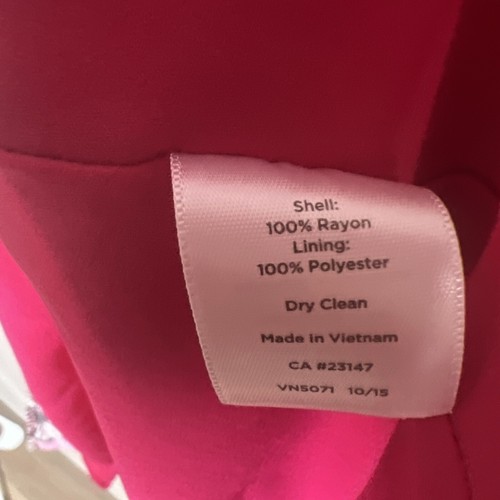 Shell:
100% Rayon
Lining:
100% Polyester
Dry Clean
Made in Vietnam
CA #23147
VN5071 10/15